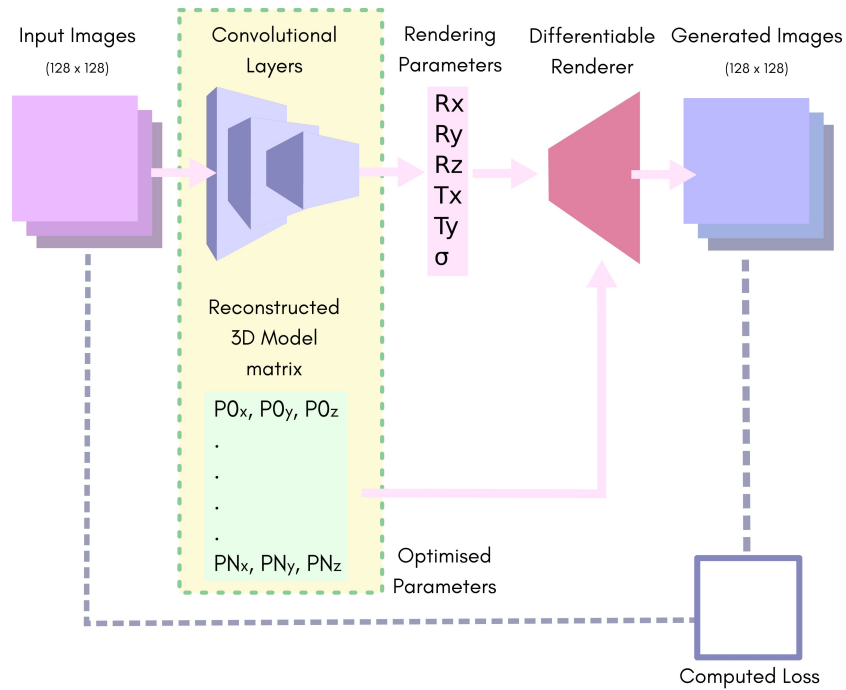 Input Images
(128 x 128)
Convolutional
Layers
Rendering
Parameters
Differentiable
Renderer
Generated Images
(128 x 128)
Rx
Ry
Rz
Tx
Ty
σ
Reconstructed
3D Model
matrix
P0x, P0y, P0z
.
.
.
.
PNx, PNy, PNz
Optimised
Parameters
Computed Loss